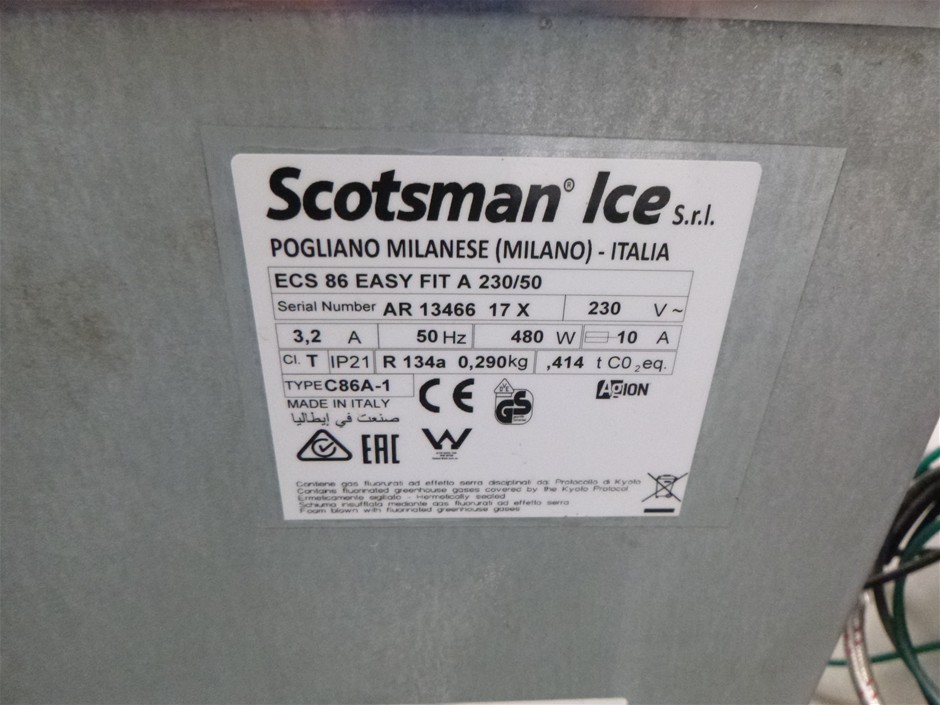 Scotsman® Ice S.r.l.
POGLIANO MILANESE (MILANO) - ITALIA
ECS 86 EASY FIT A 230/50
Serial Number AR 13466 17 X 230 V ~
3,2 A 50 Hz 480 W 10 A
Cl. T IP21 R 134a 0,290kg ,414 t CO₂ eq.
TYPE C86A-1
MADE IN ITALY
صنعت في إيطاليا
CE
GS
AgION
EAC
W
Contiene gas fluorurati ad effetto serra disciplinati da Protocollo di Kyoto
Contains fluorinated greenhouse gases covered by the Kyoto Protocol
Ermeticamente sigillato - Hermetically sealed
Schiuma insufflata mediante gas fluorurati ad effetto serra
Foam blown with fluorinated greenhouse gases